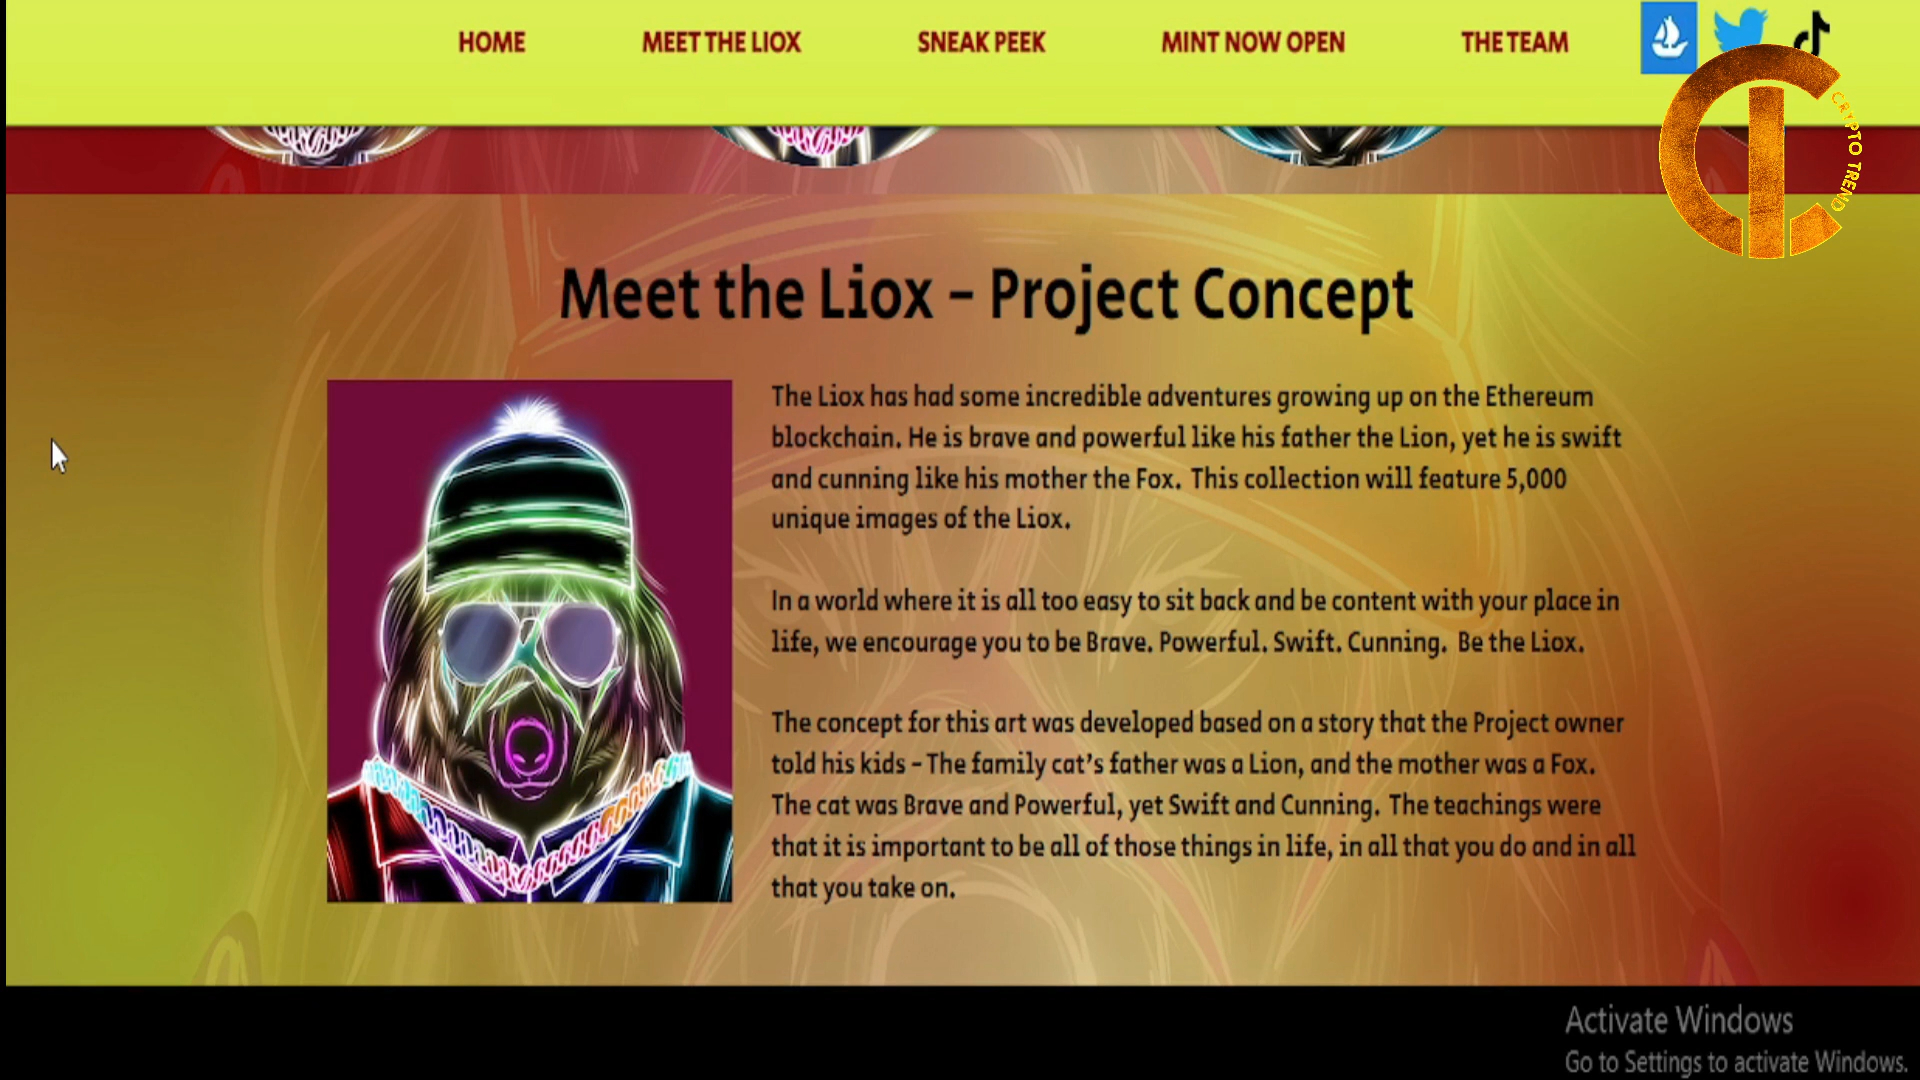 HOME MEET THE LIOX SNEAK PEEK MINT NOW OPEN THE TEAM
CRYPTO TREND
Meet the Liox – Project Concept
The Liox has had some incredible adventures growing up on the Ethereum
blockchain. He is brave and powerful like his father the Lion, yet he is swift
and cunning like his mother the Fox. This collection will feature 5,000
unique images of the Liox.
In a world where it is all too easy to sit back and be content with your place in
life, we encourage you to be Brave. Powerful. Swift. Cunning. Be the Liox.
The concept for this art was developed based on a story that the Project owner
told his kids – The family cat's father was a Lion, and the mother was a Fox.
The cat was Brave and Powerful, yet Swift and Cunning. The teachings were
that it is important to be all of those things in life, in all that you do and in all
that you take on.
Activate Windows
Go to Settings to activate Windows.